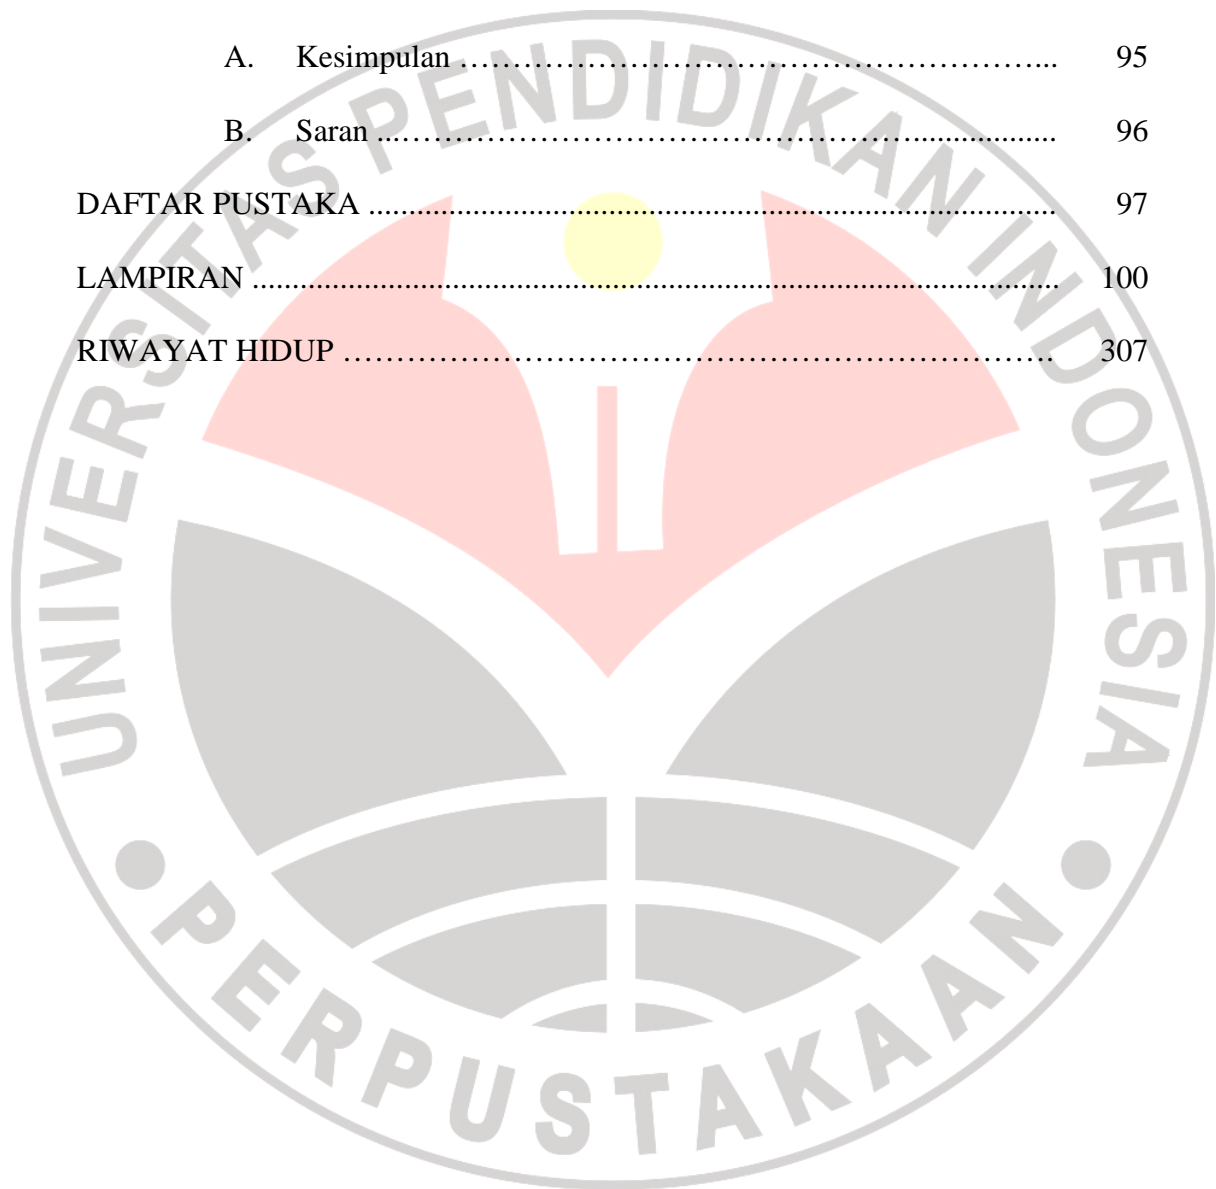 A. Kesimpulan ………………………………………………... 95
B. Saran ...…………………………………………................... 96
DAFTAR PUSTAKA ...................................................................................... 97
LAMPIRAN ..................................................................................................... 100
RIWAYAT HIDUP ………………………………………………………… 307
UNIVERSITAS PENDIDIKAN INDONESIA
PERPUSTAKAAN